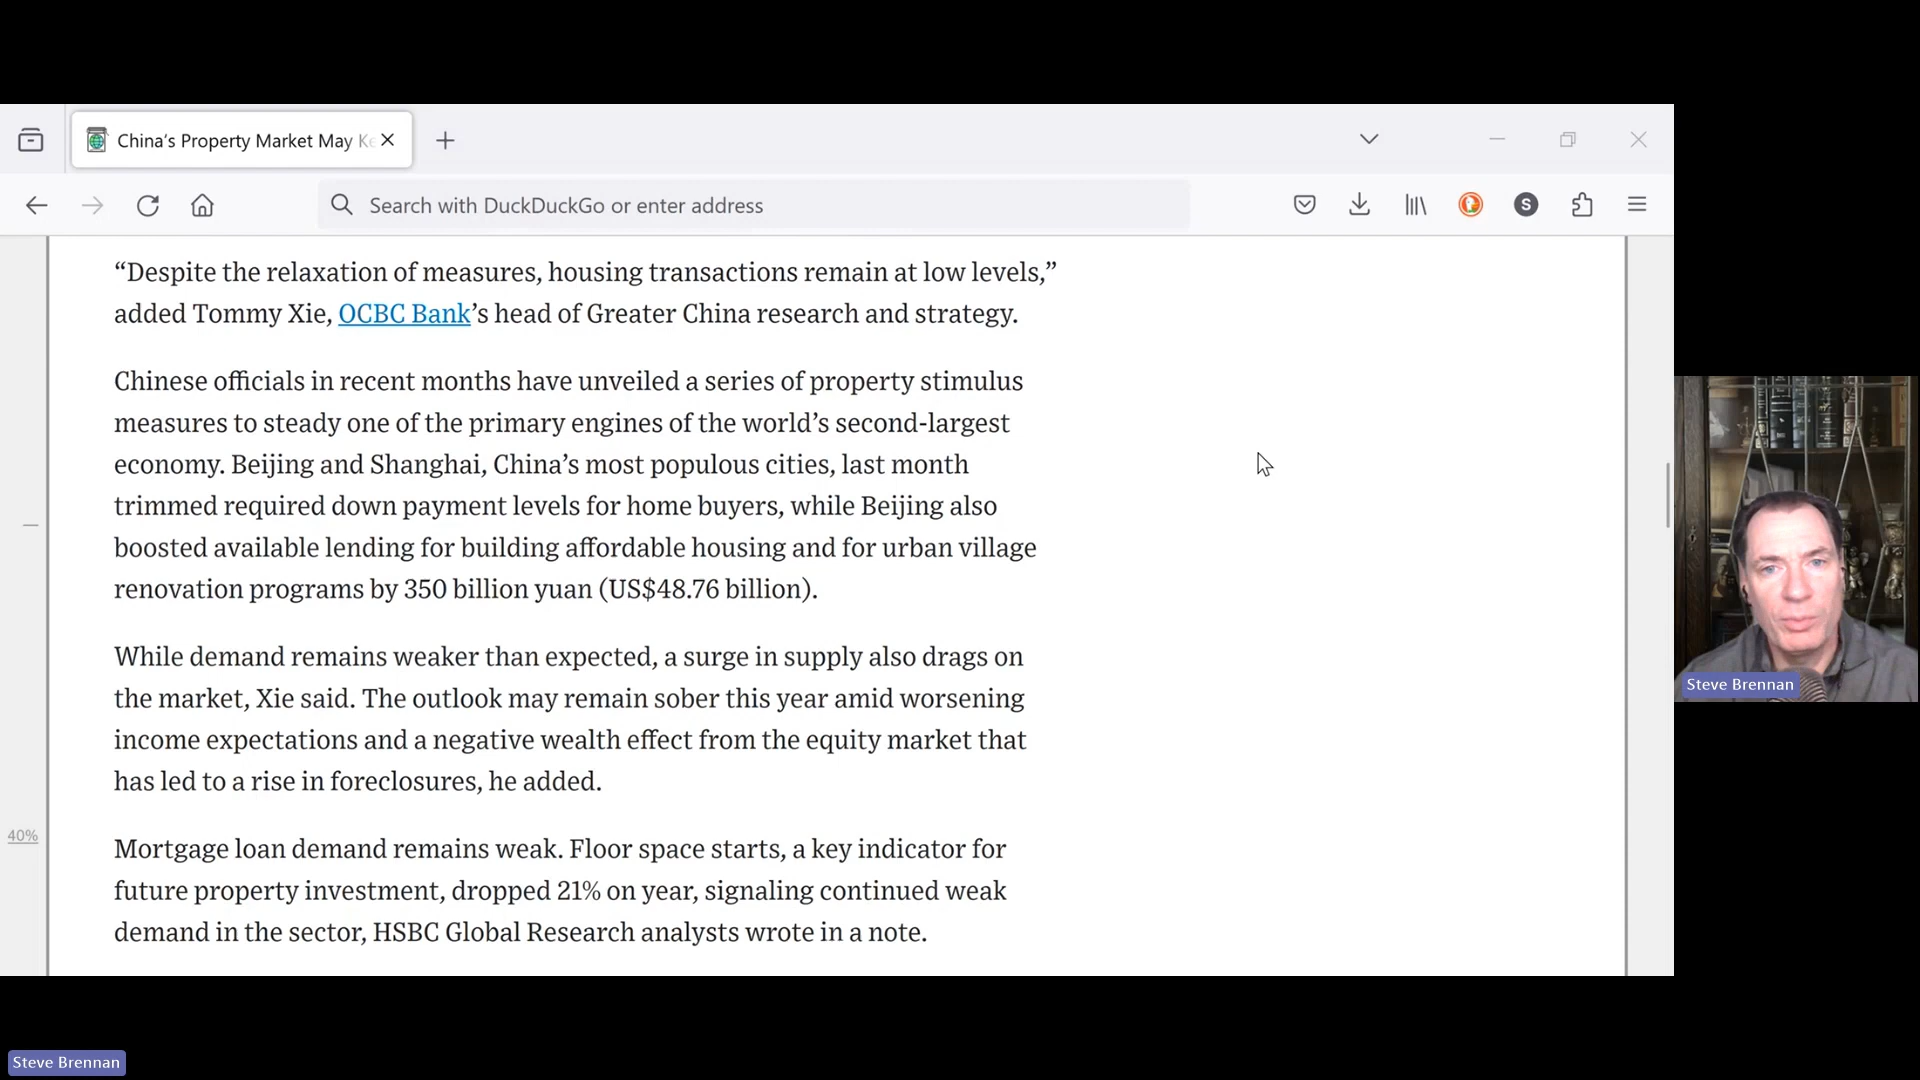 China's Property Market May Ke
Search with DuckDuckGo or enter address
S
“Despite the relaxation of measures, housing transactions remain at low levels,”
added Tommy Xie, OCBC Bank’s head of Greater China research and strategy.
Chinese officials in recent months have unveiled a series of property stimulus
measures to steady one of the primary engines of the world’s second-largest
economy. Beijing and Shanghai, China’s most populous cities, last month
trimmed required down payment levels for home buyers, while Beijing also
boosted available lending for building affordable housing and for urban village
renovation programs by 350 billion yuan (US$48.76 billion).
While demand remains weaker than expected, a surge in supply also drags on
the market, Xie said. The outlook may remain sober this year amid worsening
income expectations and a negative wealth effect from the equity market that
has led to a rise in foreclosures, he added.
40%
Mortgage loan demand remains weak. Floor space starts, a key indicator for
future property investment, dropped 21% on year, signaling continued weak
demand in the sector, HSBC Global Research analysts wrote in a note.
Steve Brennan
Steve Brennan